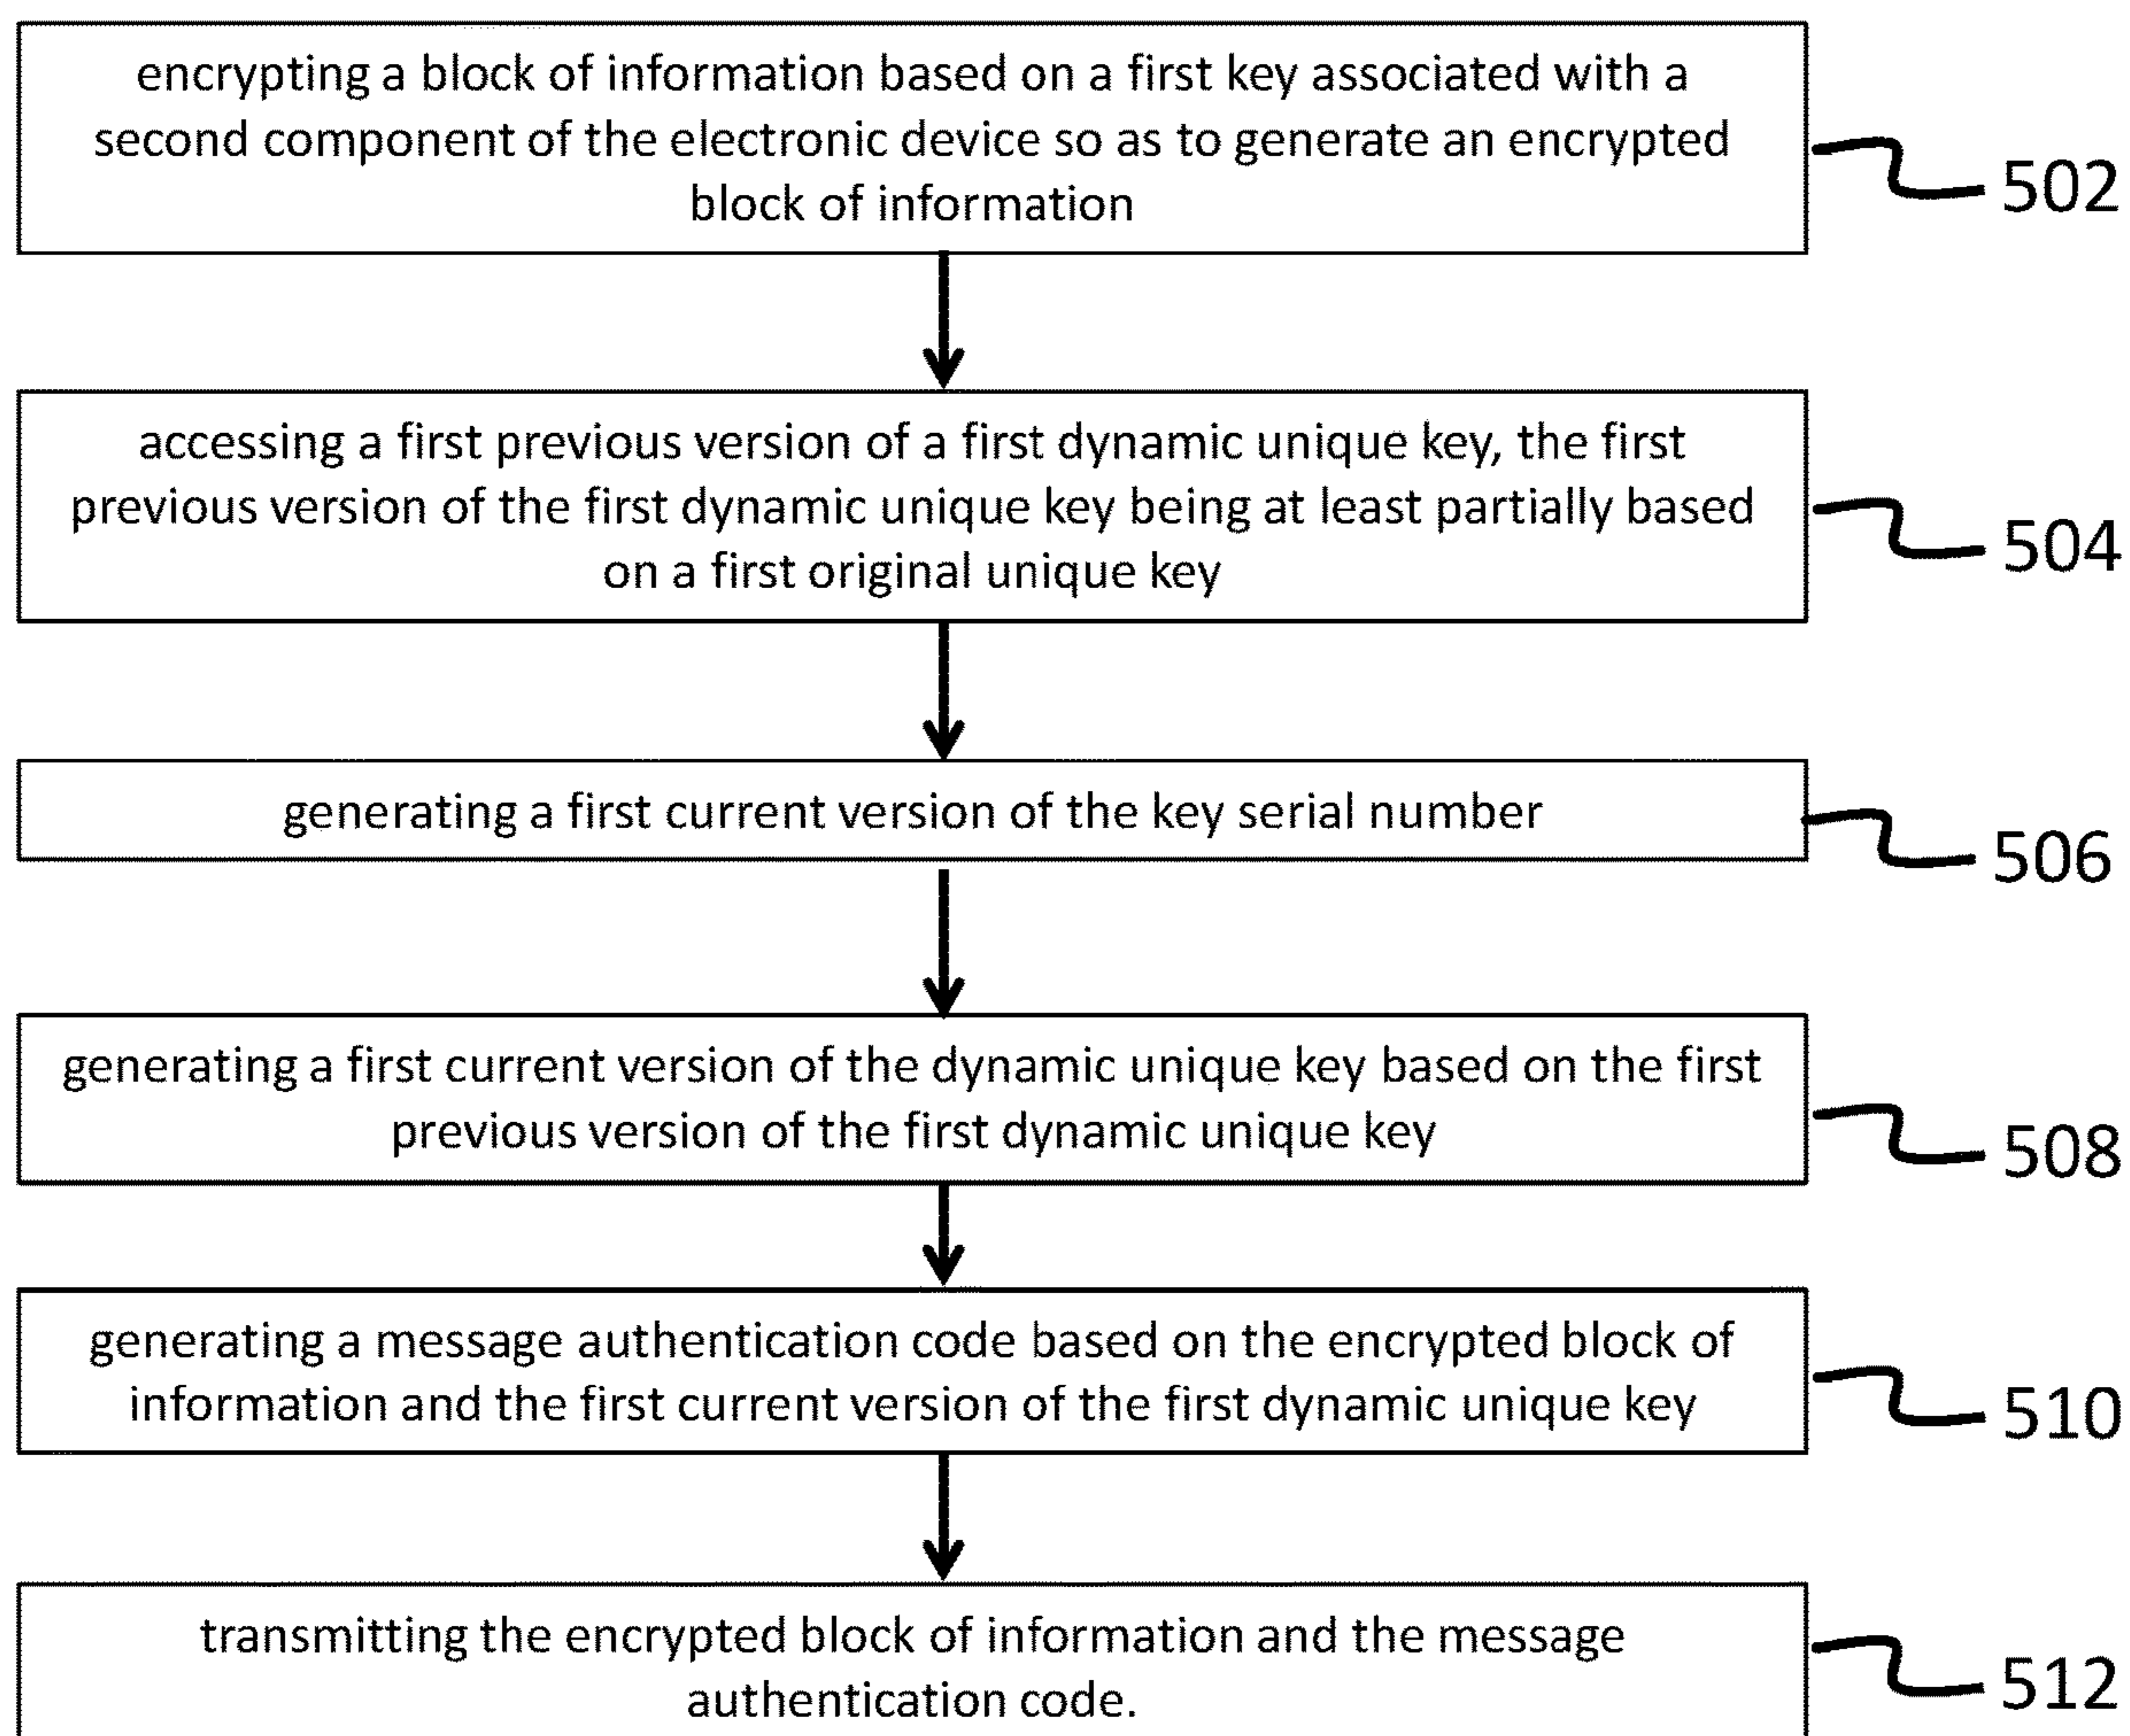 encrypting a block of information based on a first key associated with a
second component of the electronic device so as to generate an encrypted
block of information
502
accessing a first previous version of a first dynamic unique key, the first
previous version of the first dynamic unique key being at least partially based
on a first original unique key
504
generating a first current version of the key serial number
506
generating a first current version of the dynamic unique key based on the first
previous version of the first dynamic unique key
508
generating a message authentication code based on the encrypted block of
information and the first current version of the first dynamic unique key
510
transmitting the encrypted block of information and the message
authentication code.
512